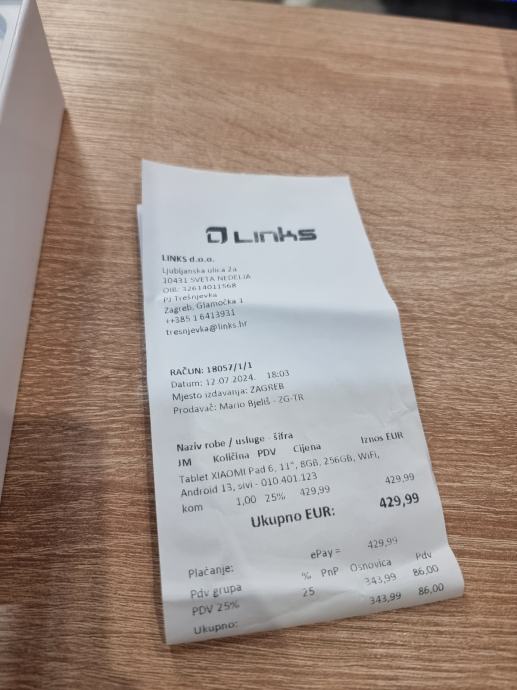 LINKS
LINKS d.o.o.
Ljubljanska ulica 2a
10431 SVETA NEDELJA
OIB: 32614011568
PJ Trešnjevka
Zagreb, Glamočka 1
++385 1 6413931
tresnjevka@links.hr
RAČUN: 18057/1/1
Datum: 12.07.2024. 18:03
Mjesto izdavanja: ZAGREB
Prodavač: Mario Bjeliš - ZG-TR
Naziv robe / usluge - šifra
JM Količina PDV Cijena Iznos EUR
Tablet XIAOMI Pad 6, 11", 8GB, 256GB, WiFi,
Android 13, sivi - 010.401.123
kom 1,00 25% 429,99 429,99
Ukupno EUR: 429,99
Plaćanje: ePay = 429,99
Pdv grupa % PnP Osnovica Pdv
PDV 25% 25 343,99 86,00
Ukupno: 343,99 86,00